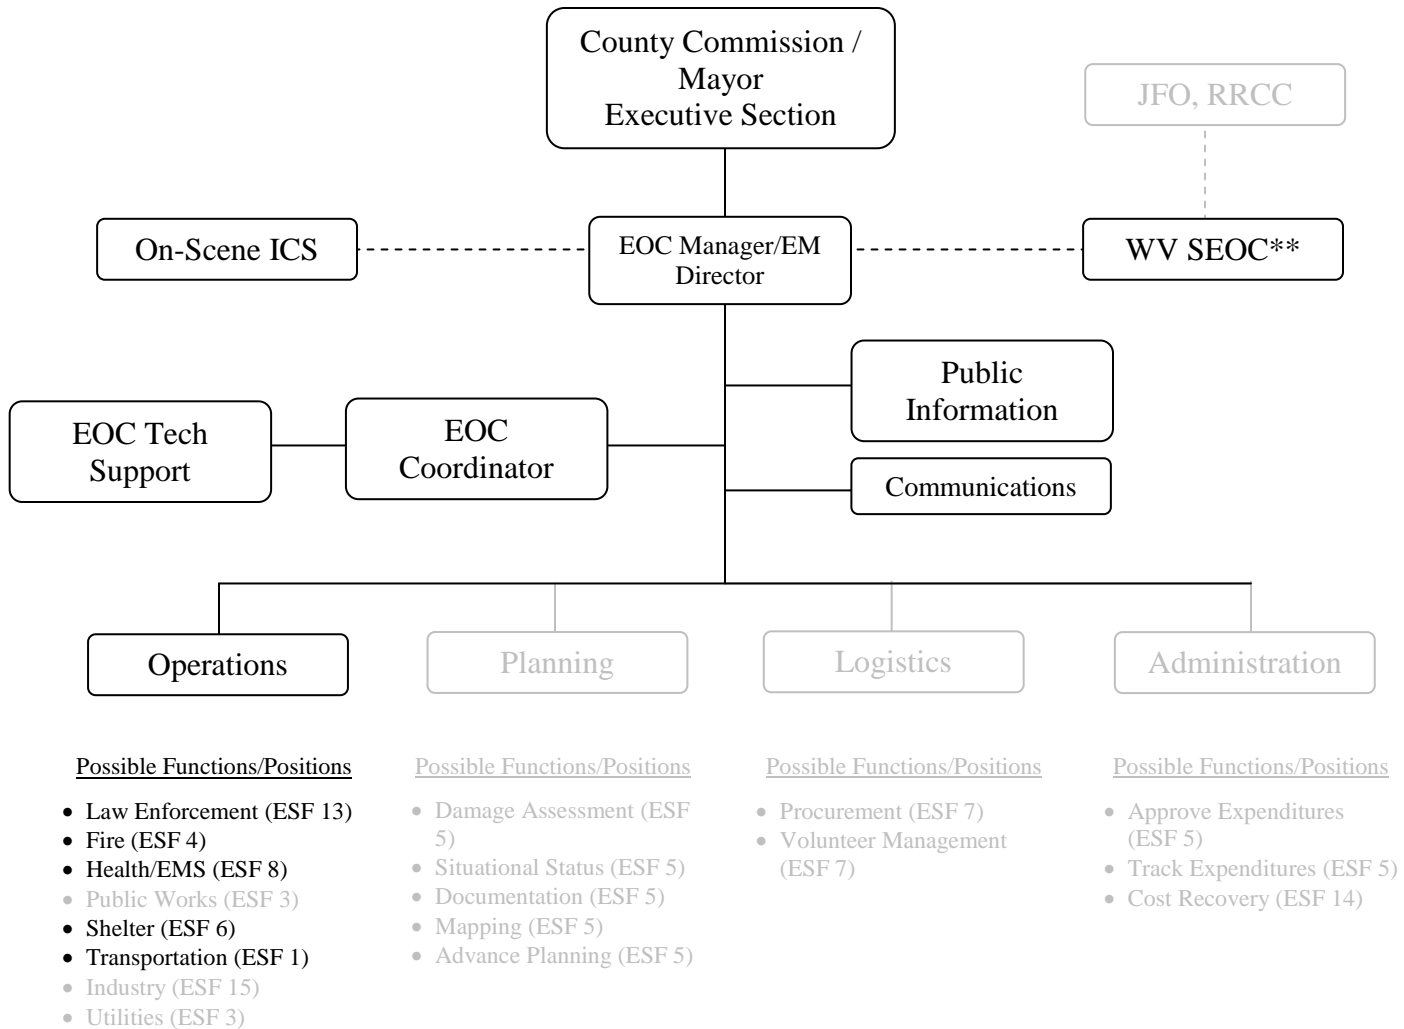 County Commission /
Mayor
Executive Section
JFO, RRCC
On-Scene ICS
EOC Manager/EM
Director
WV SEOC**
Public
Information
EOC Tech
Support
EOC
Coordinator
Communications
Operations
Planning
Logistics
Administration
Possible Functions/Positions
• Law Enforcement (ESF 13)
• Fire (ESF 4)
• Health/EMS (ESF 8)
• Public Works (ESF 3)
• Shelter (ESF 6)
• Transportation (ESF 1)
• Industry (ESF 15)
• Utilities (ESF 3)
Possible Functions/Positions
• Damage Assessment (ESF
5)
• Situational Status (ESF 5)
• Documentation (ESF 5)
• Mapping (ESF 5)
• Advance Planning (ESF 5)
Possible Functions/Positions
• Procurement (ESF 7)
• Volunteer Management
(ESF 7)
Possible Functions/Positions
• Approve Expenditures
(ESF 5)
• Track Expenditures (ESF 5)
• Cost Recovery (ESF 14)